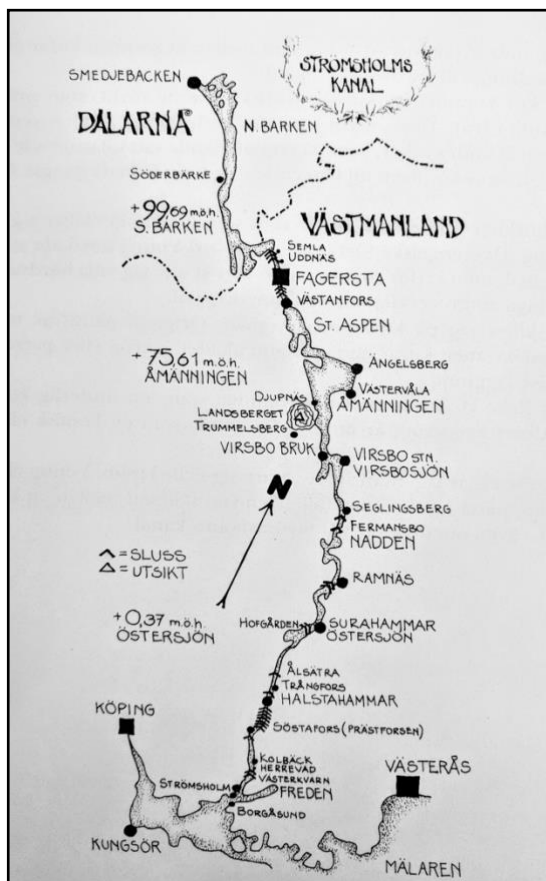 STRÖMSHOLMS
KANAL
SMEDJEBACKEN
DALARNA
N. BARKEN
SÖDERBÄRKE
+99,69 m.ö.h.
S. BARKEN
VÄSTMANLAND
SEMLA
UDDNÄS
FAGERSTA
VÄSTANFORS
ST. ASPEN
+75,61 m.ö.h.
ÅMÄNNINGEN
ÄNGELSBERG
VÄSTERVÅLA
ÅMÄNNINGEN
DJUPNÄS
LANDSBERGET
TRUMMELSBERG
VIRSBO BRUK
VIRSBO STN.
VIRSBOSJÖN
N
SEGLINGSBERG
FERMANSBO
NADDEN
= SLUSS
= UTSIKT
RAMNÄS
+0,37 m.ö.h.
ÖSTERSJÖN
HOFGÅRDEN
SURAHAMMAR
ÖSTERSJÖN
ÅLSÄTRA
TRÅNGFORS
HALSTAHAMMAR
KÖPING
SÖSTAFORS (PRÄSTFORSEN)
KOLBÄCK
HERREVAD
VÄSTERKVARN
VÄSTERÅS
STRÖMSHOLM
FREDEN
BORGÅSUND
KUNGSÖR
MÄLAREN